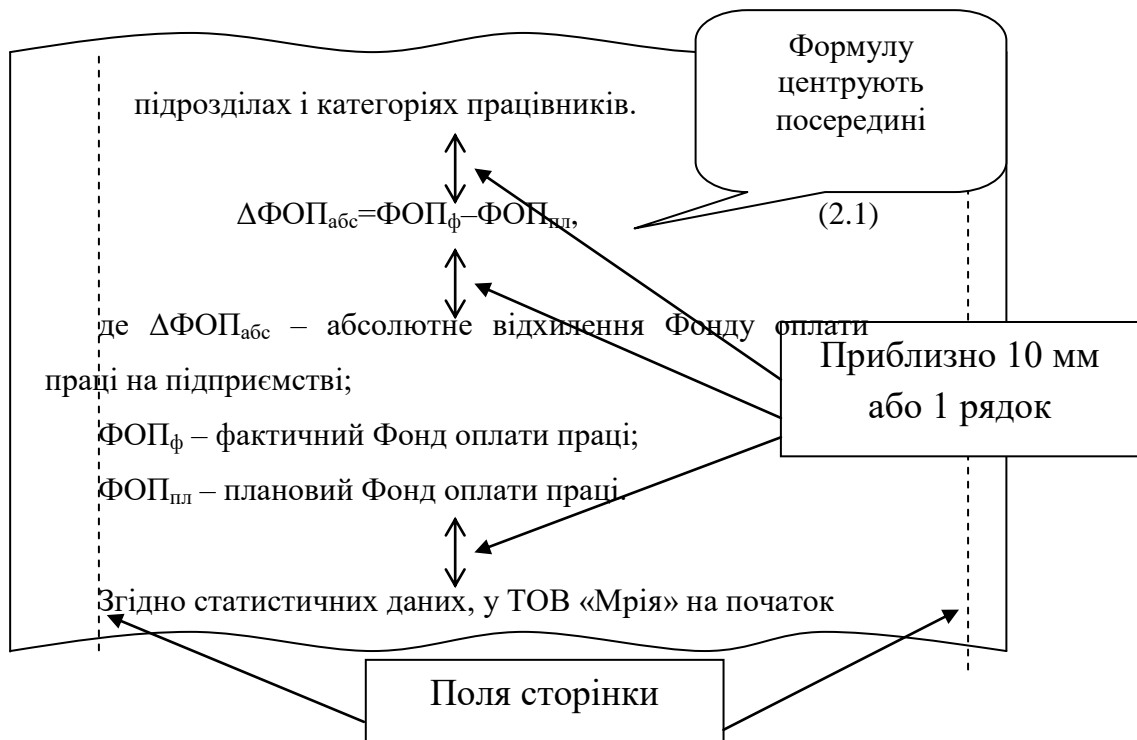 Формулу
центрують
посередині
підрозділах і категоріях працівників.
ΔФОПабс=ФОПф–ФОПпл, (2.1)
де ΔФОПабс – абсолютне відхилення Фонду оплати
праці на підприємстві;
ФОПф – фактичний Фонд оплати праці;
ФОПпл – плановий Фонд оплати праці.
Приблизно 10 мм
або 1 рядок
Згідно статистичних даних, у ТОВ «Мрія» на початок
Поля сторінки